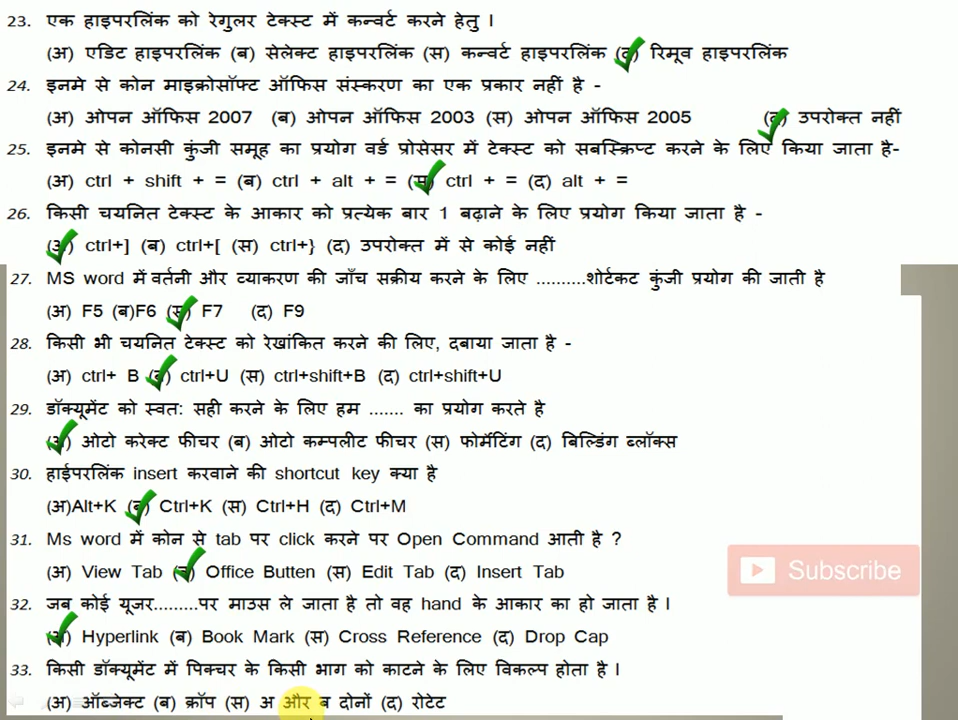 23. एक हाइपरलिंक को रेगुलर टेक्स्ट में कन्वर्ट करने हेतु ।
(अ) एडिट हाइपरलिंक (ब) सेलेक्ट हाइपरलिंक (स) कन्वर्ट हाइपरलिंक (द) रिमूव हाइपरलिंक
24. इनमे से कोन माइक्रोसॉफ्ट ऑफिस संस्करण का एक प्रकार नहीं है -
(अ) ओपन ऑफिस 2007 (ब) ओपन ऑफिस 2003 (स) ओपन ऑफिस 2005 (द) उपरोक्त नहीं
25. इनमे से कोनसी कुंजी समूह का प्रयोग वर्ड प्रोसेसर में टेक्स्ट को सबस्क्रिप्ट करने के लिए किया जाता है-
(अ) ctrl + shift + = (ब) ctrl + alt + = (स) ctrl + = (द) alt + =
26. किसी चयनित टेक्स्ट के आकार को प्रत्येक बार 1 बढ़ाने के लिए प्रयोग किया जाता है -
(अ) ctrl+] (ब) ctrl+[ (स) ctrl+} (द) उपरोक्त में से कोई नहीं
27. MS word में वर्तनी और व्याकरण की जाँच सक्रीय करने के लिए ..........शोर्टकट कुंजी प्रयोग की जाती है
(अ) F5 (ब)F6 (स) F7 (द) F9
28. किसी भी चयनित टेक्स्ट को रेखांकित करने की लिए, दबाया जाता है -
(अ) ctrl+ B (ब) ctrl+U (स) ctrl+shift+B (द) ctrl+shift+U
29. डॉक्यूमेंट को स्वत: सही करने के लिए हम ....... का प्रयोग करते है
(अ) ओटो करेक्ट फीचर (ब) ओटो कम्पलीट फीचर (स) फोर्मेटिंग (द) बिल्डिंग ब्लॉक्स
30. हाईपरलिंक insert करवाने की shortcut key क्या है
(अ)Alt+K (ब) Ctrl+K (स) Ctrl+H (द) Ctrl+M
31. Ms word में कोन से tab पर click करने पर Open Command आती है ?
(अ) View Tab (ब) Office Butten (स) Edit Tab (द) Insert Tab
Subscribe
32. जब कोई यूजर.........पर माउस ले जाता है तो वह hand के आकार का हो जाता है ।
(अ) Hyperlink (ब) Book Mark (स) Cross Reference (द) Drop Cap
33. किसी डॉक्यूमेंट में पिक्चर के किसी भाग को काटने के लिए विकल्प होता है ।
(अ) ऑब्जेक्ट (ब) क्रॉप (स) अ और ब दोनों (द) रोटेट